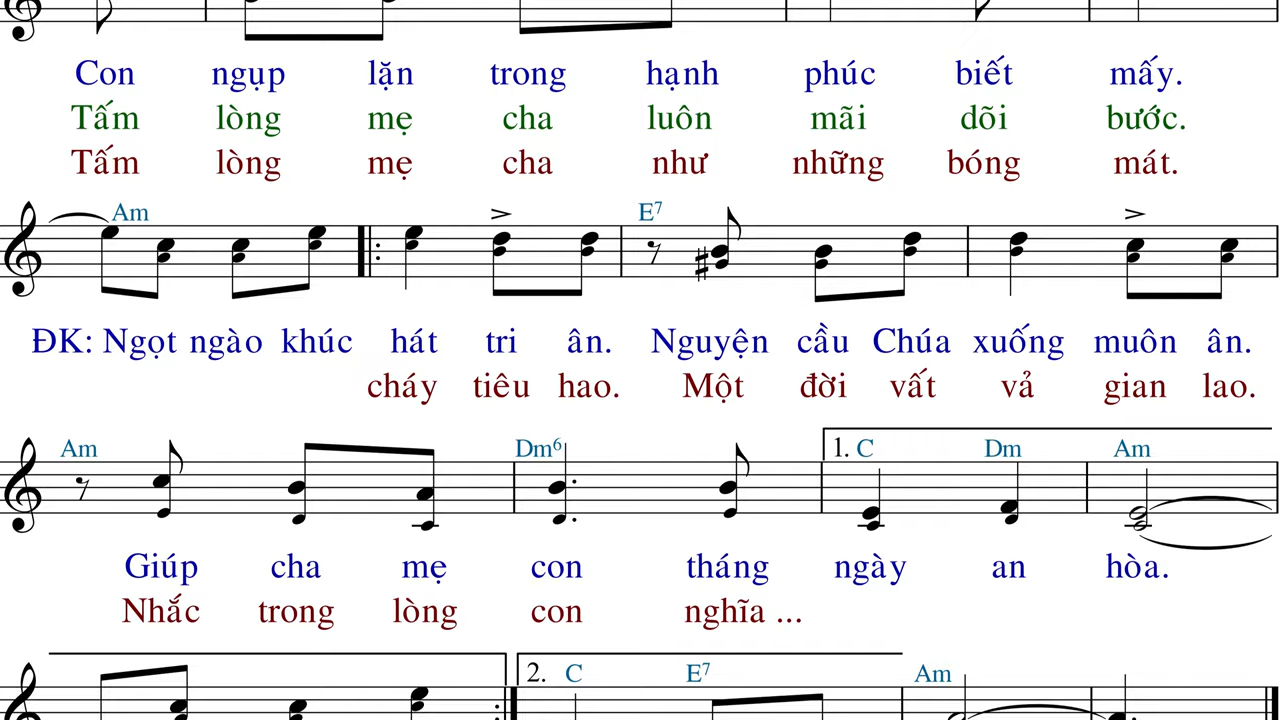 Con ngụp lặn trong hạnh phúc biết mấy.
Tấm lòng mẹ cha luôn mãi dõi bước.
Tấm lòng mẹ cha như những bóng mát.
Am E7
ĐK: Ngọt ngào khúc hát tri ân. Nguyện cầu Chúa xuống muôn ân.
cháy tiêu hao. Một đời vất vả gian lao.
Am Dm6 1. C Dm Am
Giúp cha mẹ con tháng ngày an hòa.
Nhắc trong lòng con nghĩa ...
2. C E7 Am